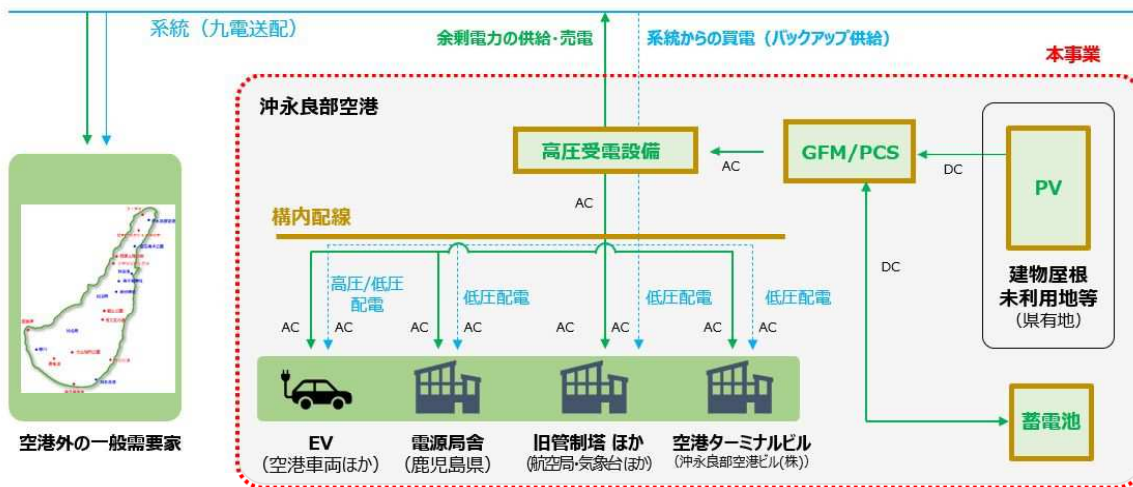 系統（九電送配）
余剰電力の供給・売電
系統からの買電（バックアップ供給）
本事業
沖永良部空港
高圧受電設備
AC
GFM/PCS
DC
PV
AC
構内配線
DC
建物屋根
未利用地等
（県有地）
高圧/低圧
配電
低圧配電
低圧配電
低圧配電
AC
AC
AC
AC
AC
AC
AC
AC
蓄電池
空港外の一般需要家
EV
（空港車両ほか）
電源局舎
（鹿児島県）
旧管制塔 ほか
（航空局・気象台ほか）
空港ターミナルビル
（沖永良部空港ビル(株)）